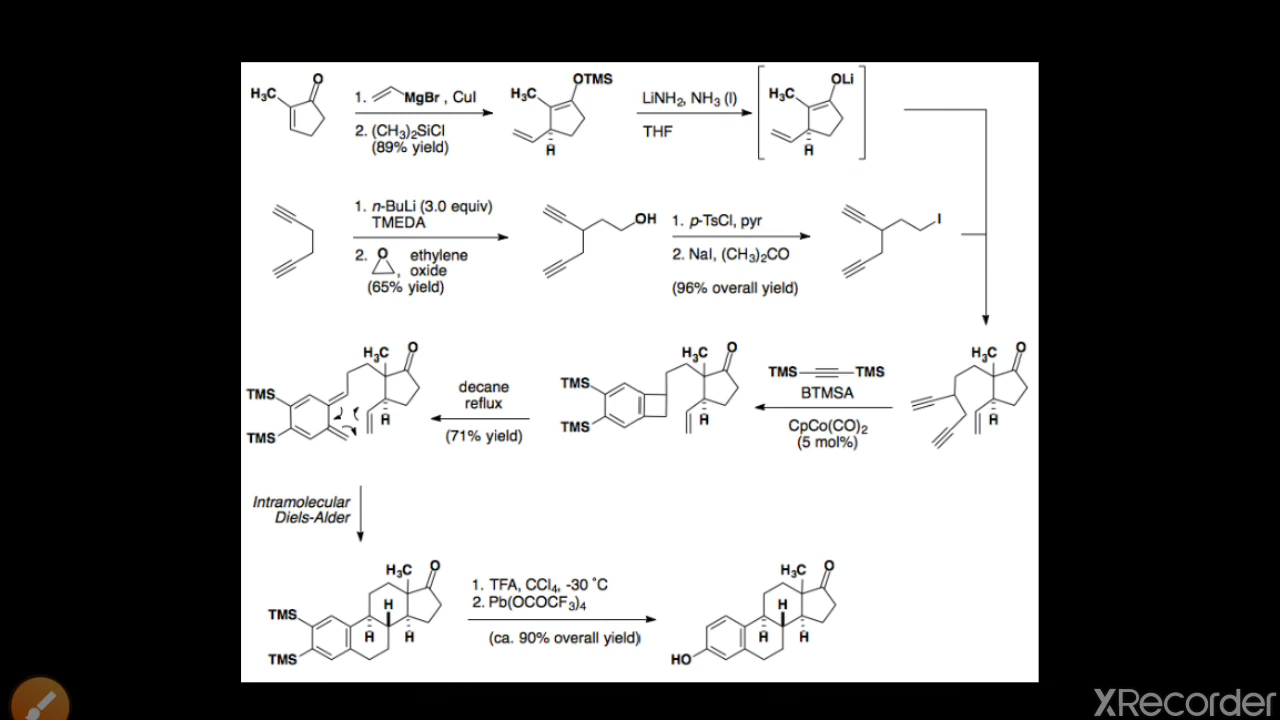 H₃C
O
1. MgBr , CuI
2. (CH₃)₂SiCl
(89% yield)
OTMS
H₃C
H
LiNH₂, NH₃ (l)
THF
OLi
H₃C
H
1. n-BuLi (3.0 equiv)
TMEDA
2. O ethylene
oxide
(65% yield)
OH
1. p-TsCl, pyr
2. NaI, (CH₃)₂CO
(96% overall yield)
I
H₃C O
TMS
TMS
H
decane
reflux
(71% yield)
H₃C O
TMS
TMS
H
TMS TMS
BTMSA
CpCo(CO)₂
(5 mol%)
H₃C O
H
Intramolecular
Diels-Alder
H₃C O
TMS
H
H H
TMS
1. TFA, CCl₄, -30 °C
2. Pb(OCOCF₃)₄
(ca. 90% overall yield)
H₃C O
H
H H
HO
XRecorder